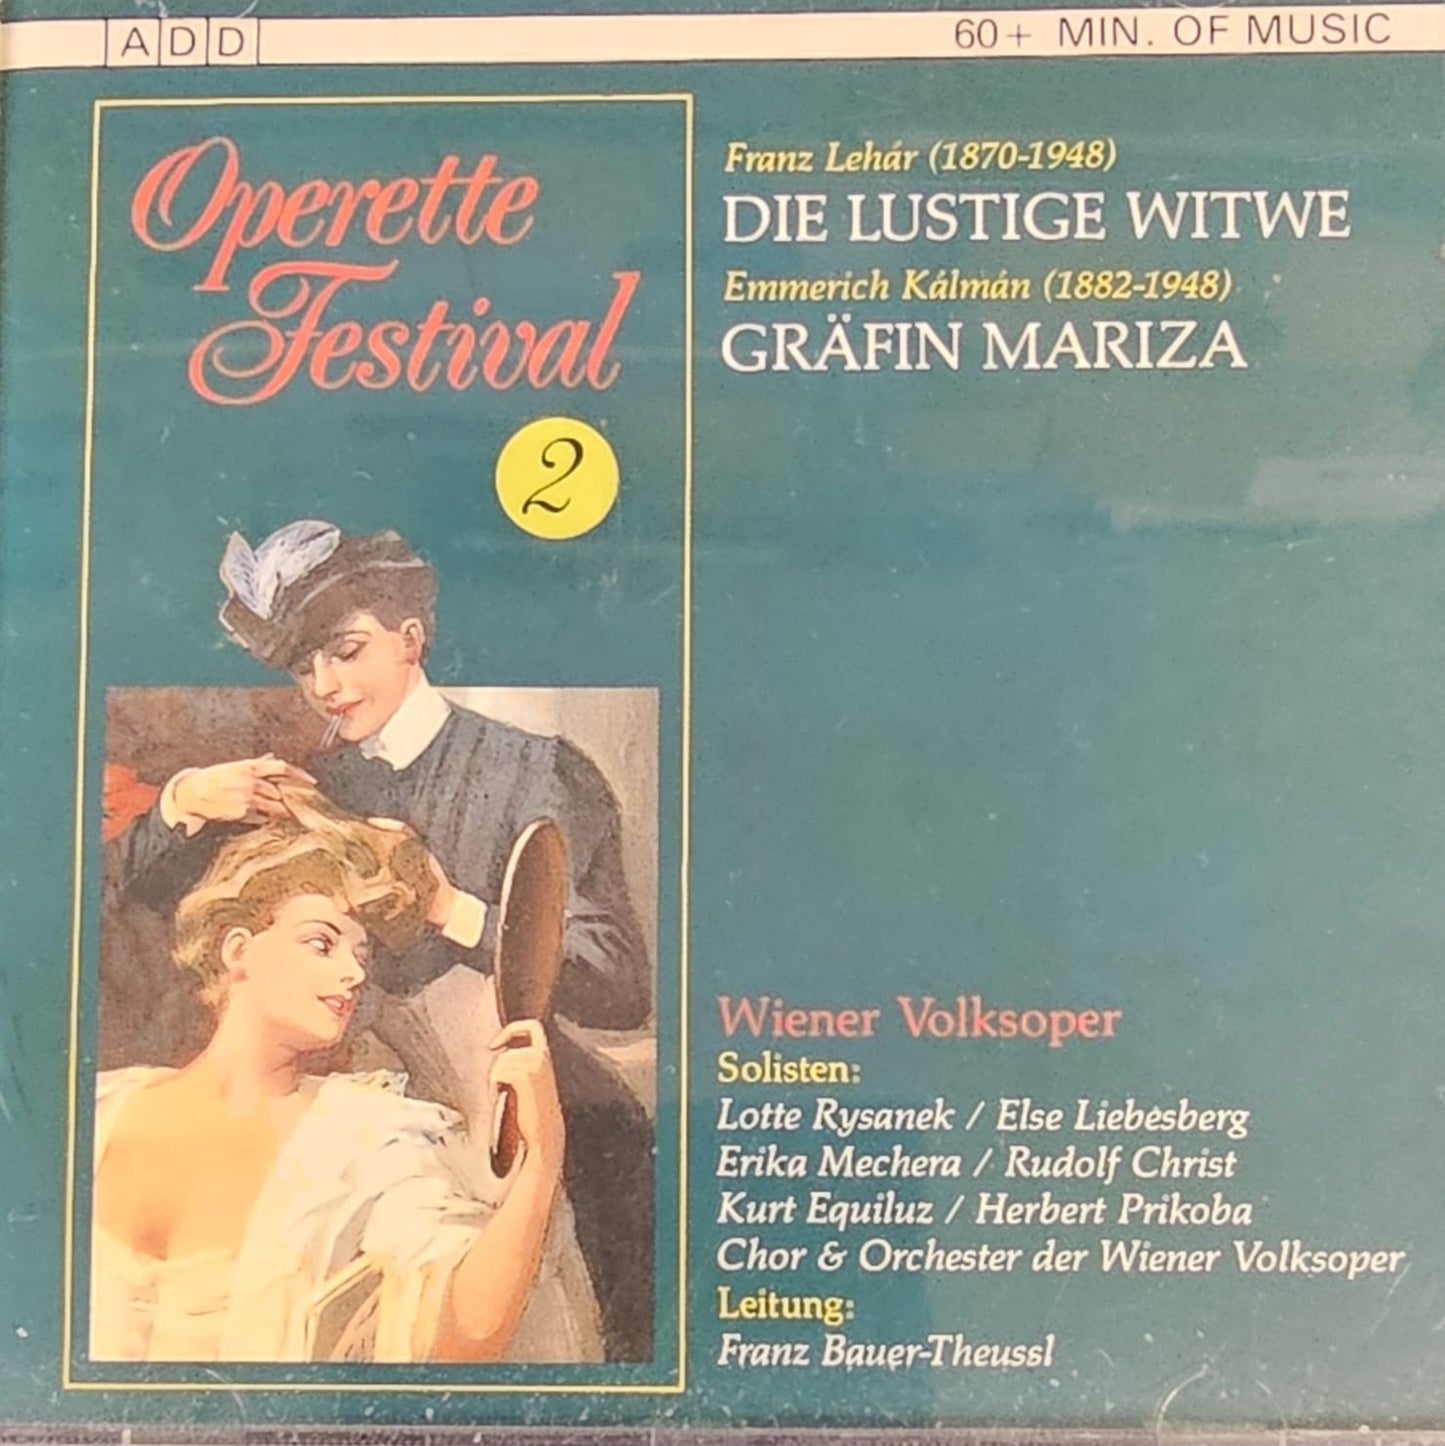 ADD
60+ MIN. OF MUSIC
Operette
Festival
2
Franz Lehár (1870-1948)
DIE LUSTIGE WITWE
Emmerich Kálmán (1882-1948)
GRÄFIN MARIZA
Wiener Volksoper
Solisten:
Lotte Rysanek / Else Liebesberg
Erika Mechera / Rudolf Christ
Kurt Equiluz / Herbert Prikoba
Chor & Orchester der Wiener Volksoper
Leitung:
Franz Bauer-Theussl